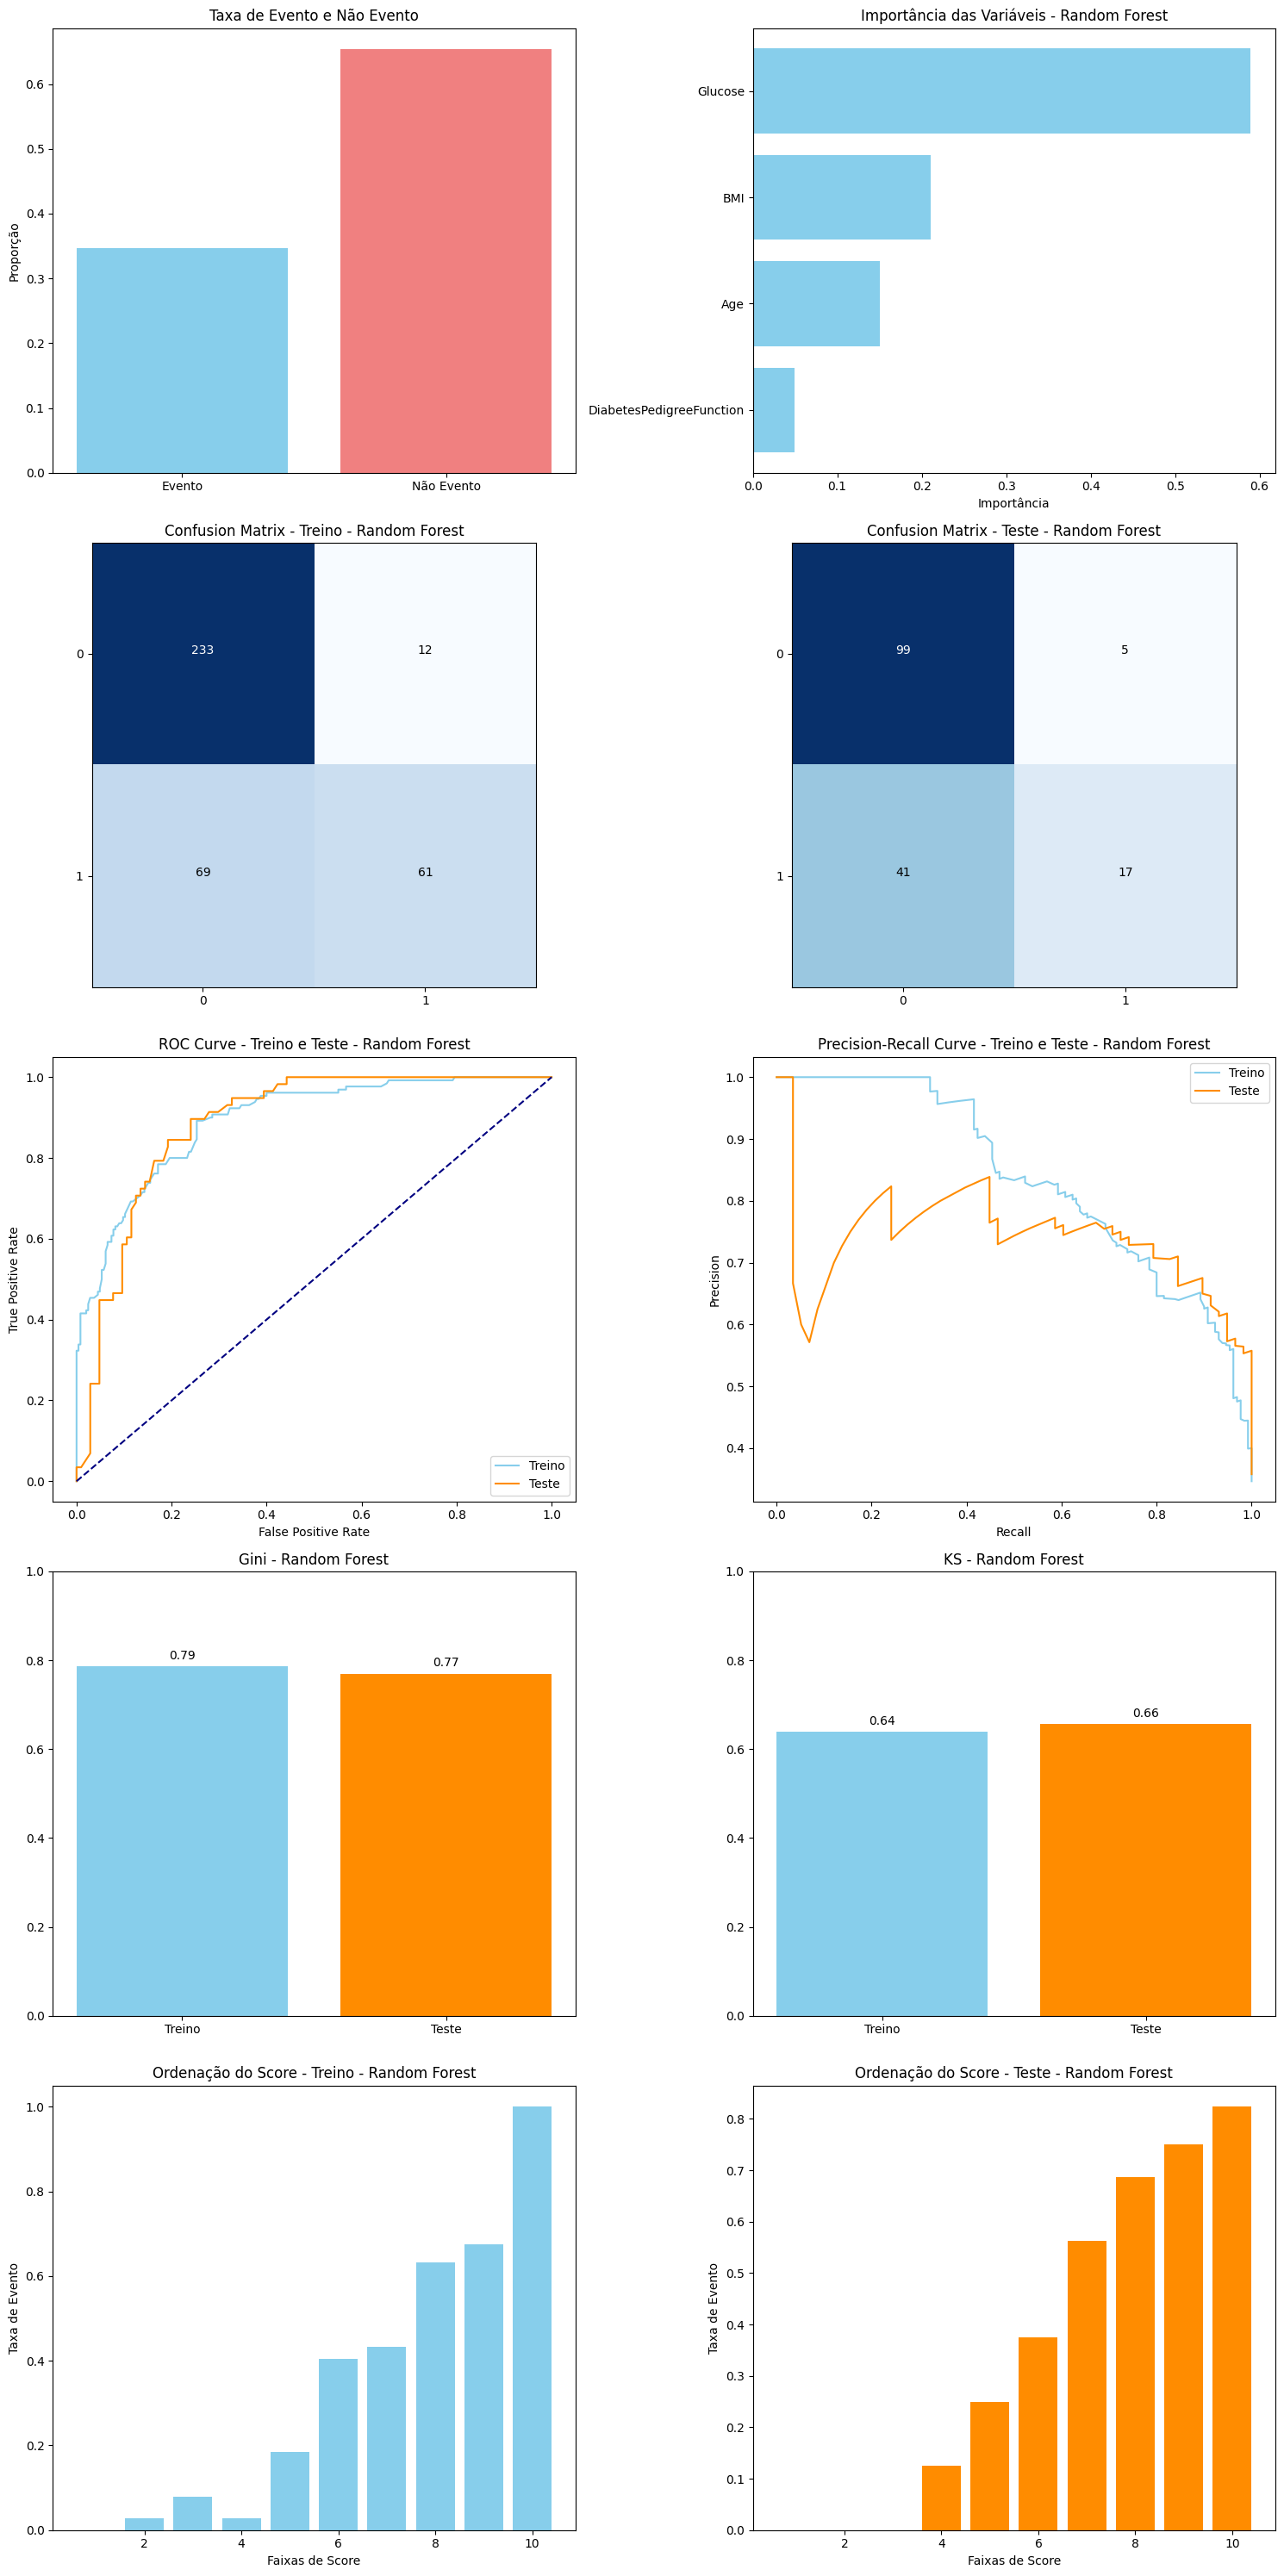 Taxa de Evento e Não Evento
Proporção
0.6
0.5
0.4
0.3
0.2
0.1
0.0
Evento Não Evento
Importância das Variáveis - Random Forest
Glucose
BMI
Age
DiabetesPedigreeFunction
0.0 0.1 0.2 0.3 0.4 0.5 0.6
Importância
Confusion Matrix - Treino - Random Forest
0
233 12
1
69 61
0 1
Confusion Matrix - Teste - Random Forest
0
99 5
1
41 17
0 1
ROC Curve - Treino e Teste - Random Forest
True Positive Rate
1.0
0.8
0.6
0.4
0.2
0.0
Treino
Teste
0.0 0.2 0.4 0.6 0.8 1.0
False Positive Rate
Precision-Recall Curve - Treino e Teste - Random Forest
Treino
Teste
Precision
1.0
0.9
0.8
0.7
0.6
0.5
0.4
0.0 0.2 0.4 0.6 0.8 1.0
Recall
Gini - Random Forest
1.0
0.8
0.6
0.4
0.2
0.0
0.79
0.77
Treino Teste
KS - Random Forest
1.0
0.8
0.6
0.4
0.2
0.0
0.64
0.66
Treino Teste
Ordenação do Score - Treino - Random Forest
Taxa de Evento
1.0
0.8
0.6
0.4
0.2
0.0
2 4 6 8 10
Faixas de Score
Ordenação do Score - Teste - Random Forest
Taxa de Evento
0.8
0.7
0.6
0.5
0.4
0.3
0.2
0.1
0.0
2 4 6 8 10
Faixas de Score